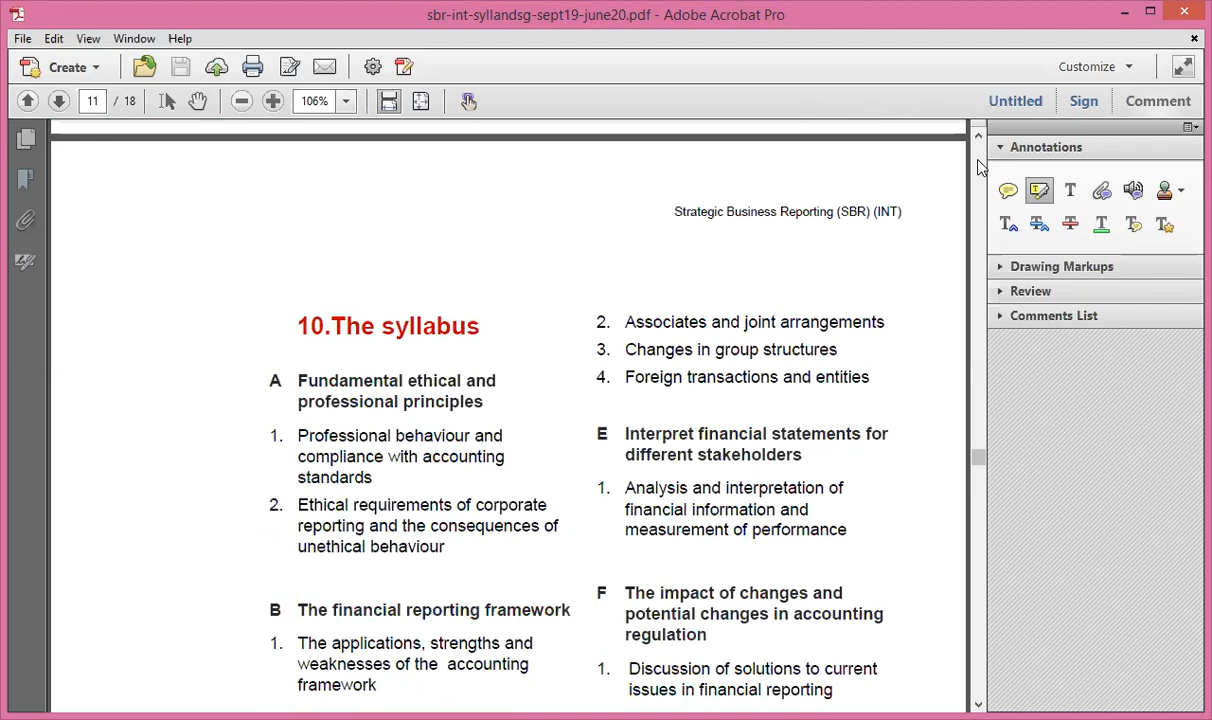 sbr-int-syllandsg-sept19-june20.pdf - Adobe Acrobat Pro
File Edit View Window Help
Create
Customize
11 / 18
106%
Untitled
Sign
Comment
Annotations
Drawing Markups
Review
Comments List
Strategic Business Reporting (SBR) (INT)
10.The syllabus
A Fundamental ethical and
professional principles
1. Professional behaviour and
compliance with accounting
standards
2. Ethical requirements of corporate
reporting and the consequences of
unethical behaviour
B The financial reporting framework
1. The applications, strengths and
weaknesses of the accounting
framework
2. Associates and joint arrangements
3. Changes in group structures
4. Foreign transactions and entities
E Interpret financial statements for
different stakeholders
1. Analysis and interpretation of
financial information and
measurement of performance
F The impact of changes and
potential changes in accounting
regulation
1. Discussion of solutions to current
issues in financial reporting